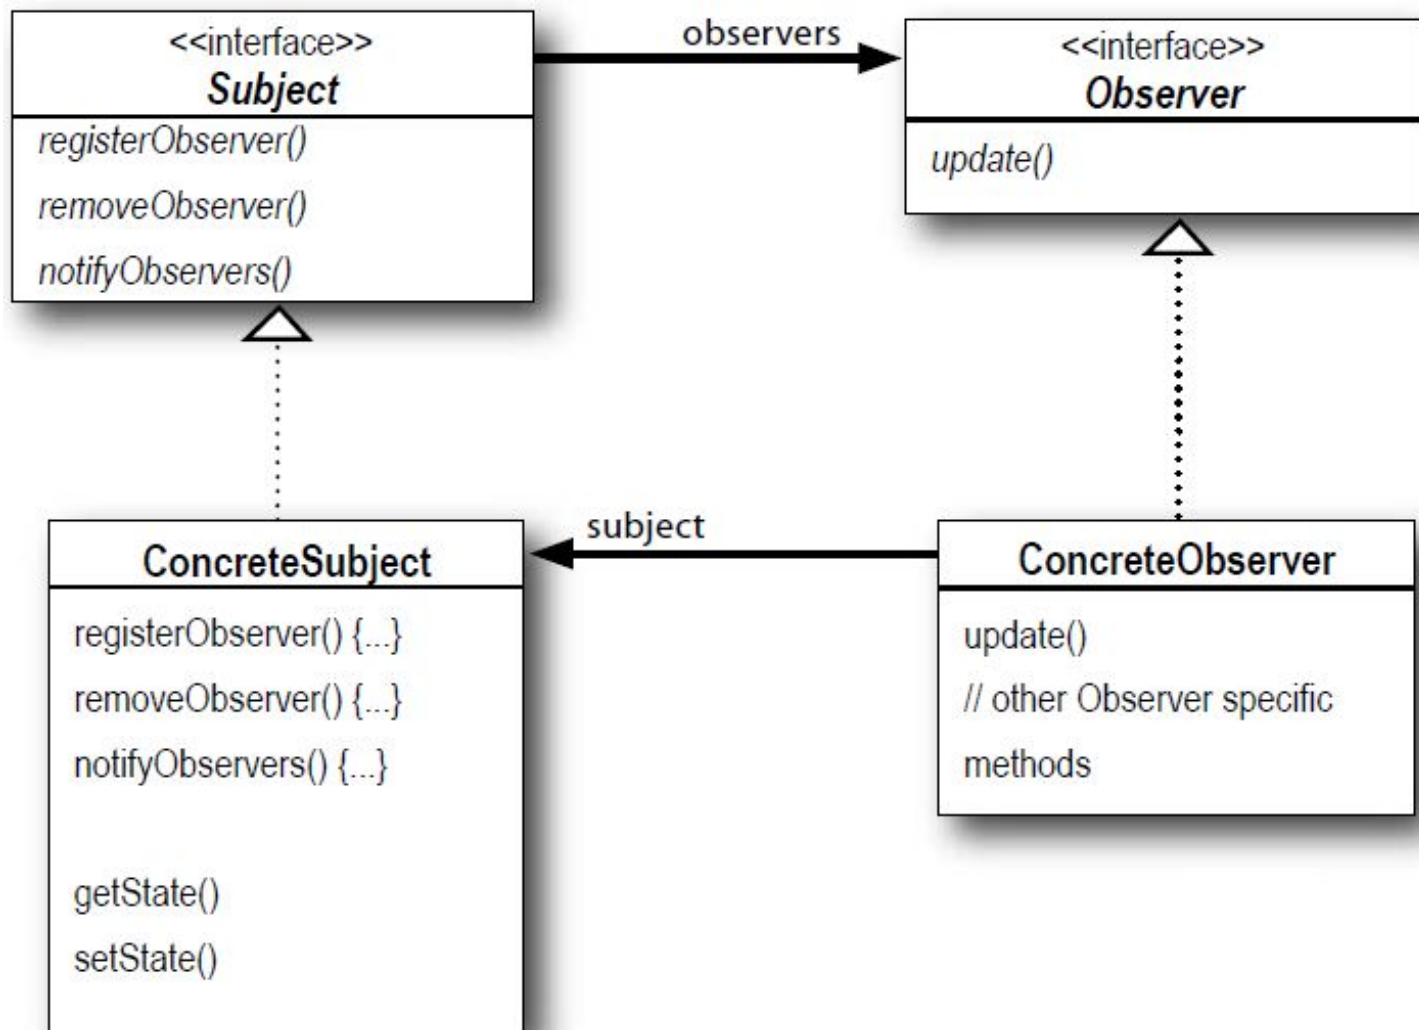 <<interface>>
Subject
registerObserver()
removeObserver()
notifyObservers()
observers
<<interface>>
Observer
update()
ConcreteSubject
registerObserver() {...}
removeObserver() {...}
notifyObservers() {...}
getState()
setState()
subject
ConcreteObserver
update()
// other Observer specific
methods